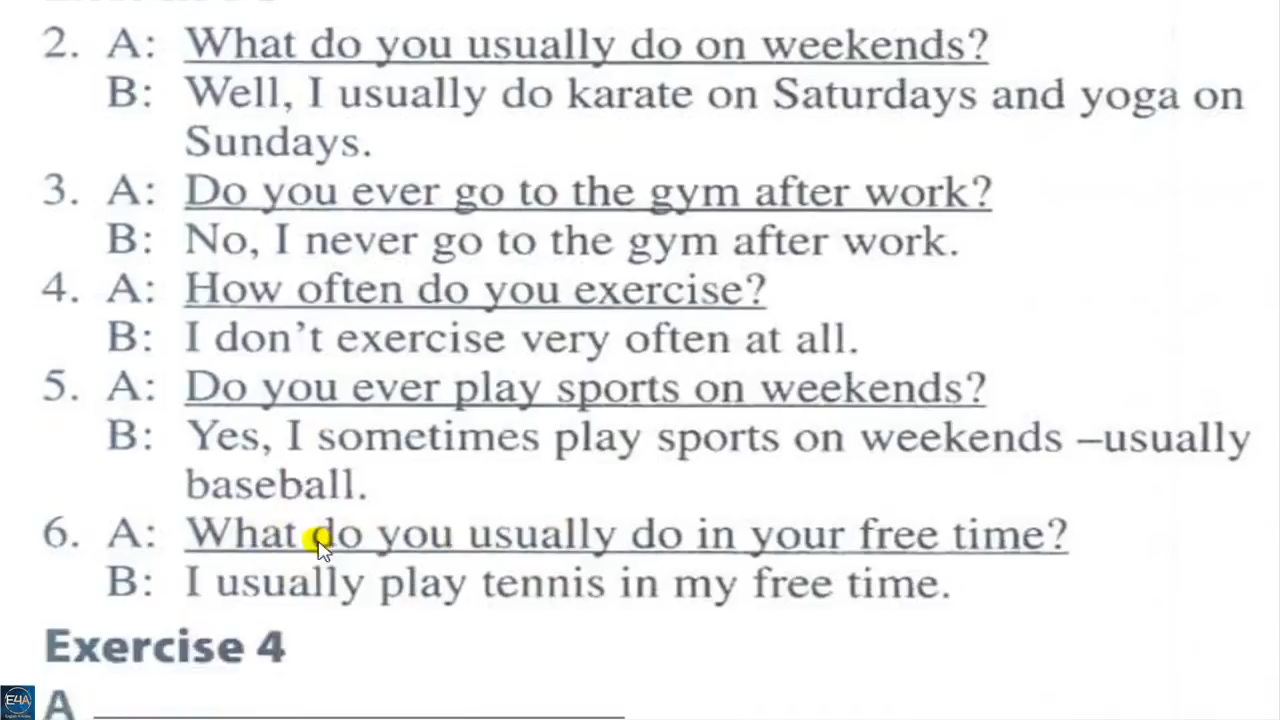 2. A: What do you usually do on weekends?
B: Well, I usually do karate on Saturdays and yoga on
Sundays.
3. A: Do you ever go to the gym after work?
B: No, I never go to the gym after work.
4. A: How often do you exercise?
B: I don't exercise very often at all.
5. A: Do you ever play sports on weekends?
B: Yes, I sometimes play sports on weekends –usually
baseball.
6. A: What do you usually do in your free time?
B: I usually play tennis in my free time.
Exercise 4
A
E4A